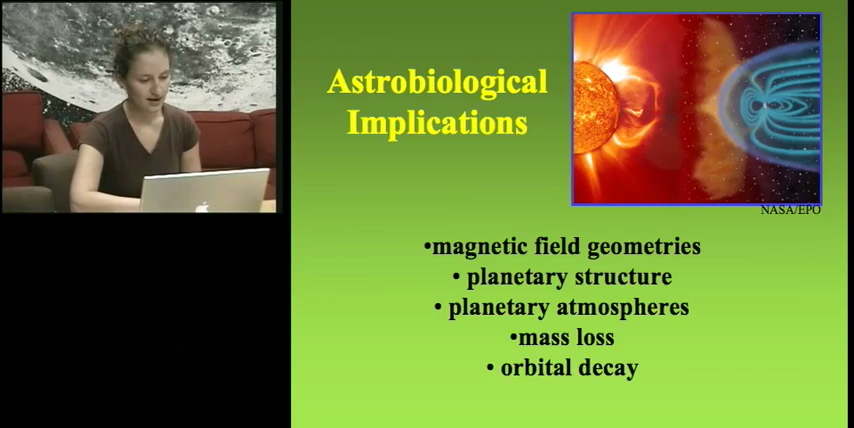 Astrobiological
Implications
NASA/EPO
•magnetic field geometries
• planetary structure
• planetary atmospheres
•mass loss
• orbital decay